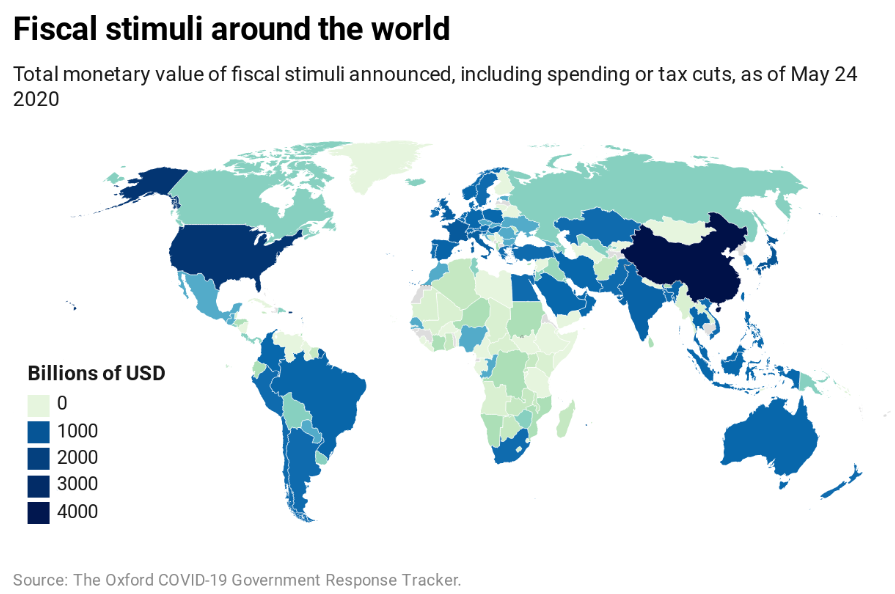 Fiscal stimuli around the world
Total monetary value of fiscal stimuli announced, including spending or tax cuts, as of May 24
2020
Billions of USD
0
1000
2000
3000
4000
Source: The Oxford COVID-19 Government Response Tracker.